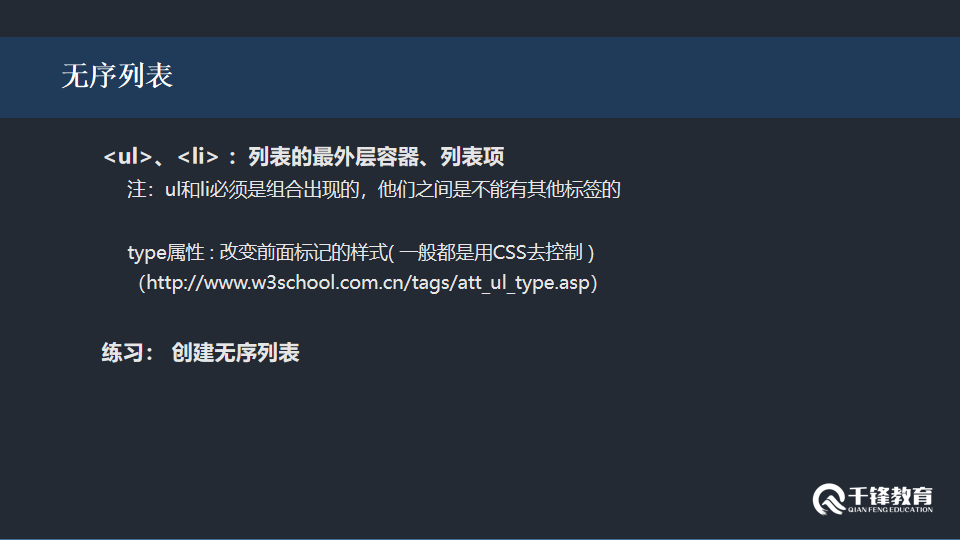 无序列表
<ul>、<li> ：列表的最外层容器、列表项
注：ul和li必须是组合出现的，他们之间是不能有其他标签的
type属性 : 改变前面标记的样式( 一般都是用CSS去控制 )
（http://www.w3school.com.cn/tags/att_ul_type.asp）
练习： 创建无序列表
千锋教育
QIAN FENG EDUCATION